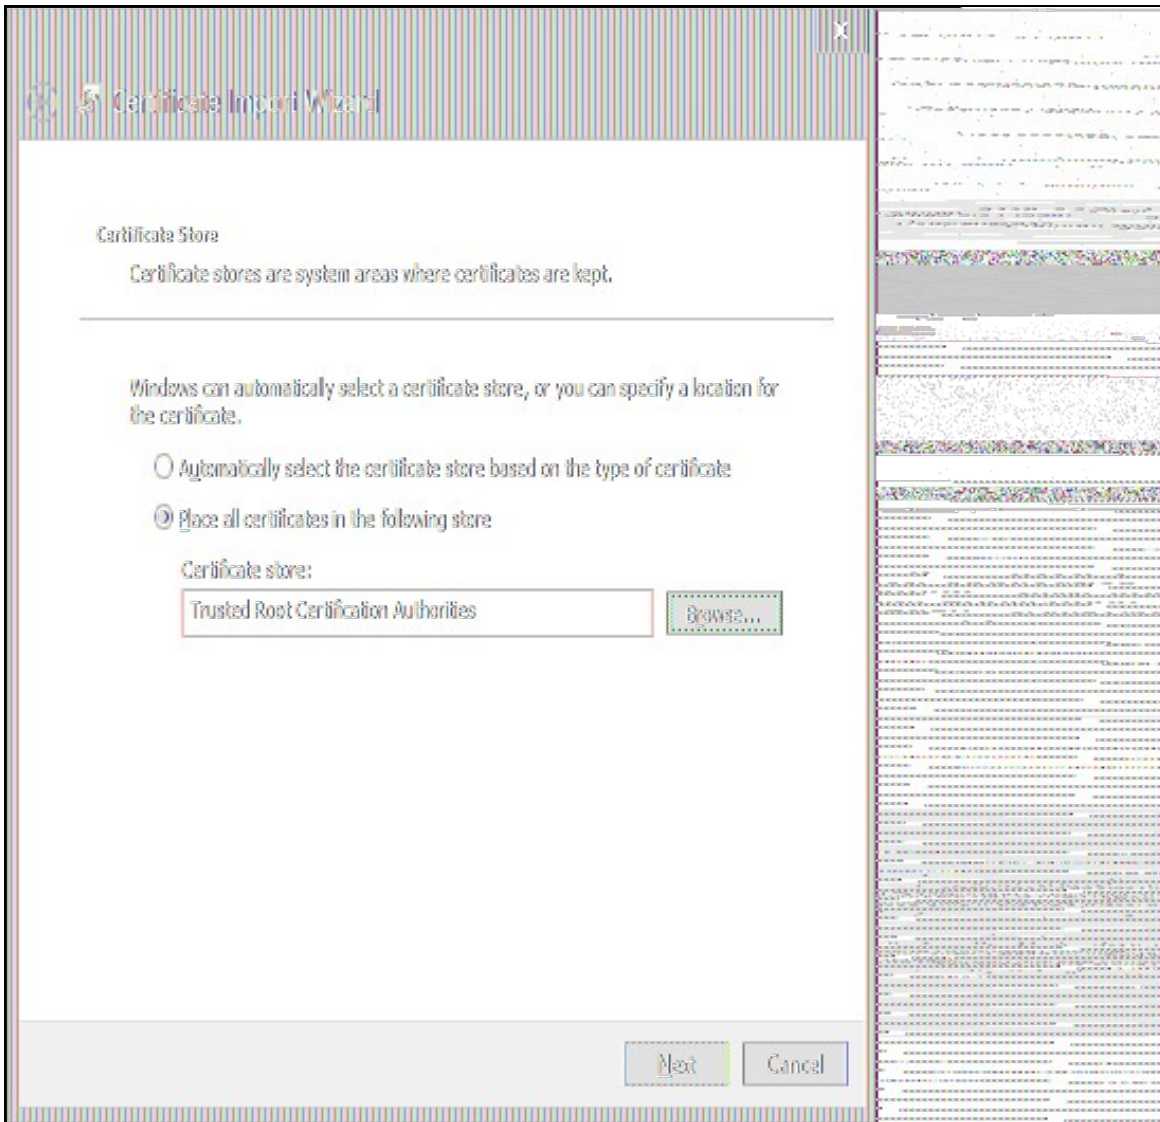 X
Certificate Import Wizard
Certificate Store
Certificate stores are system areas where certificates are kept.
Windows can automatically select a certificate store, or you can specify a location for
the certificate.
Automatically select the certificate store based on the type of certificate
Place all certificates in the following store
Certificate store:
Trusted Root Certification Authorities
Browse...
Next
Cancel